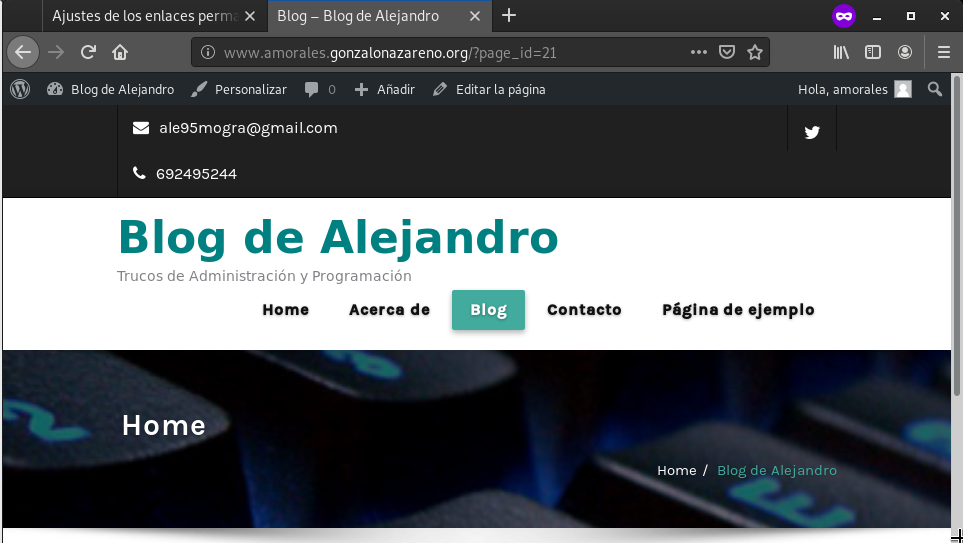 Ajustes de los enlaces perma
Blog – Blog de Alejandro
www.amorales.gonzalonazareno.org/?page_id=21
Blog de Alejandro Personalizar 0 Añadir Editar la página Hola, amorales
ale95mogra@gmail.com
692495244
Blog de Alejandro
Trucos de Administración y Programación
Home Acerca de Blog Contacto Página de ejemplo
Home
Home / Blog de Alejandro